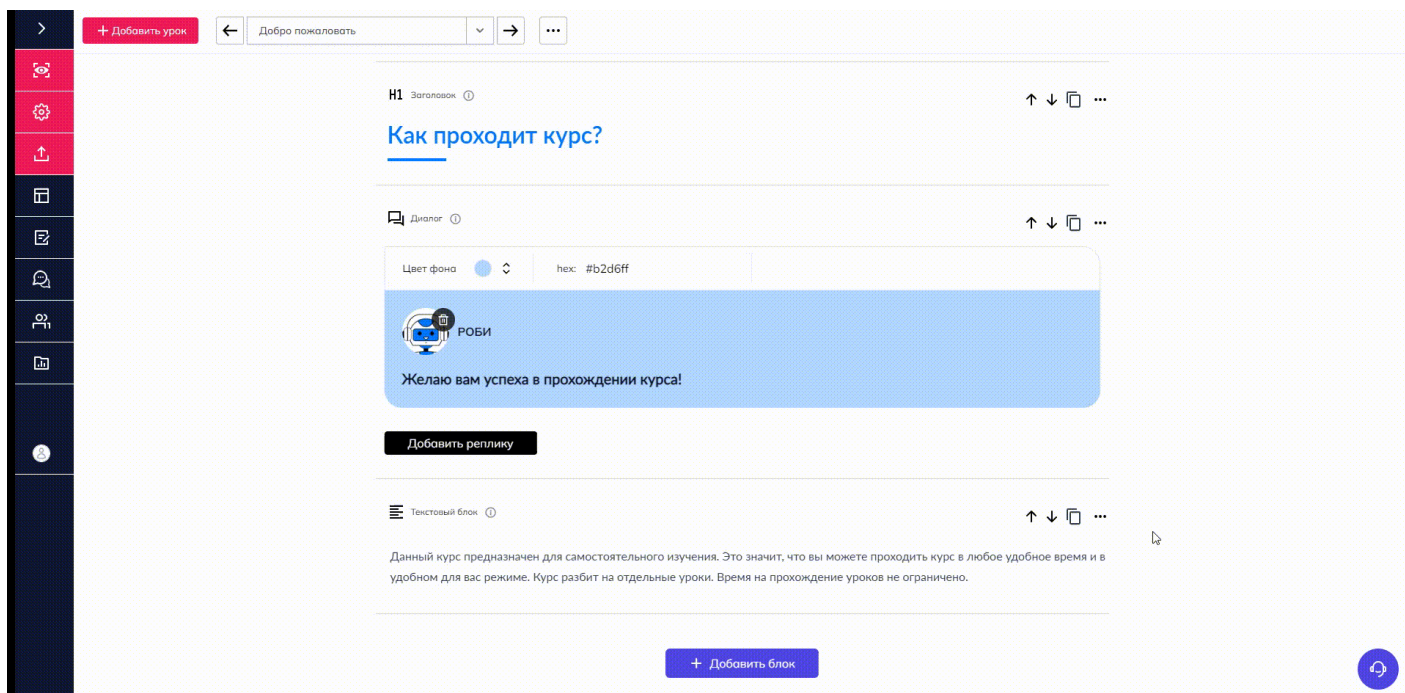 + Добавить урок
Добро пожаловать
H1 Заголовок
Как проходит курс?
Диалог
Цвет фона hex: #b2d6ff
РОБИ
Желаю вам успеха в прохождении курса!
Добавить реплику
Текстовый блок
Данный курс предназначен для самостоятельного изучения. Это значит, что вы можете проходить курс в любое удобное время и в
удобном для вас режиме. Курс разбит на отдельные уроки. Время на прохождение уроков не ограничено.
+ Добавить блок